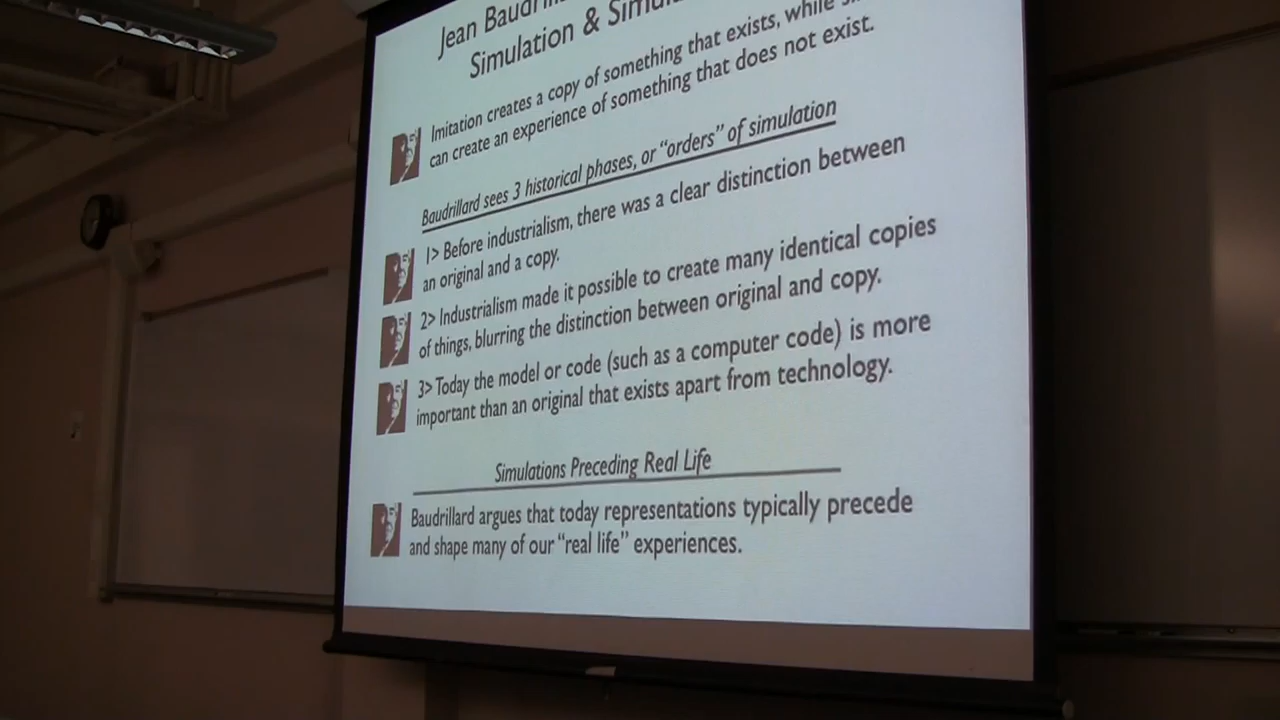 Jean
Simulation &
Imitation creates a copy of something that exists, while
can create an experience of something that does not exist.
Baudrillard sees 3 historical phases, or “orders” of simulation
1> Before industrialism, there was a clear distinction between
an original and a copy.
2> Industrialism made it possible to create many identical copies
of things, blurring the distinction between original and copy.
3> Today the model or code (such as a computer code) is more
important than an original that exists apart from technology.
Simulations Preceding Real Life
Baudrillard argues that today representations typically precede
and shape many of our “real life” experiences.